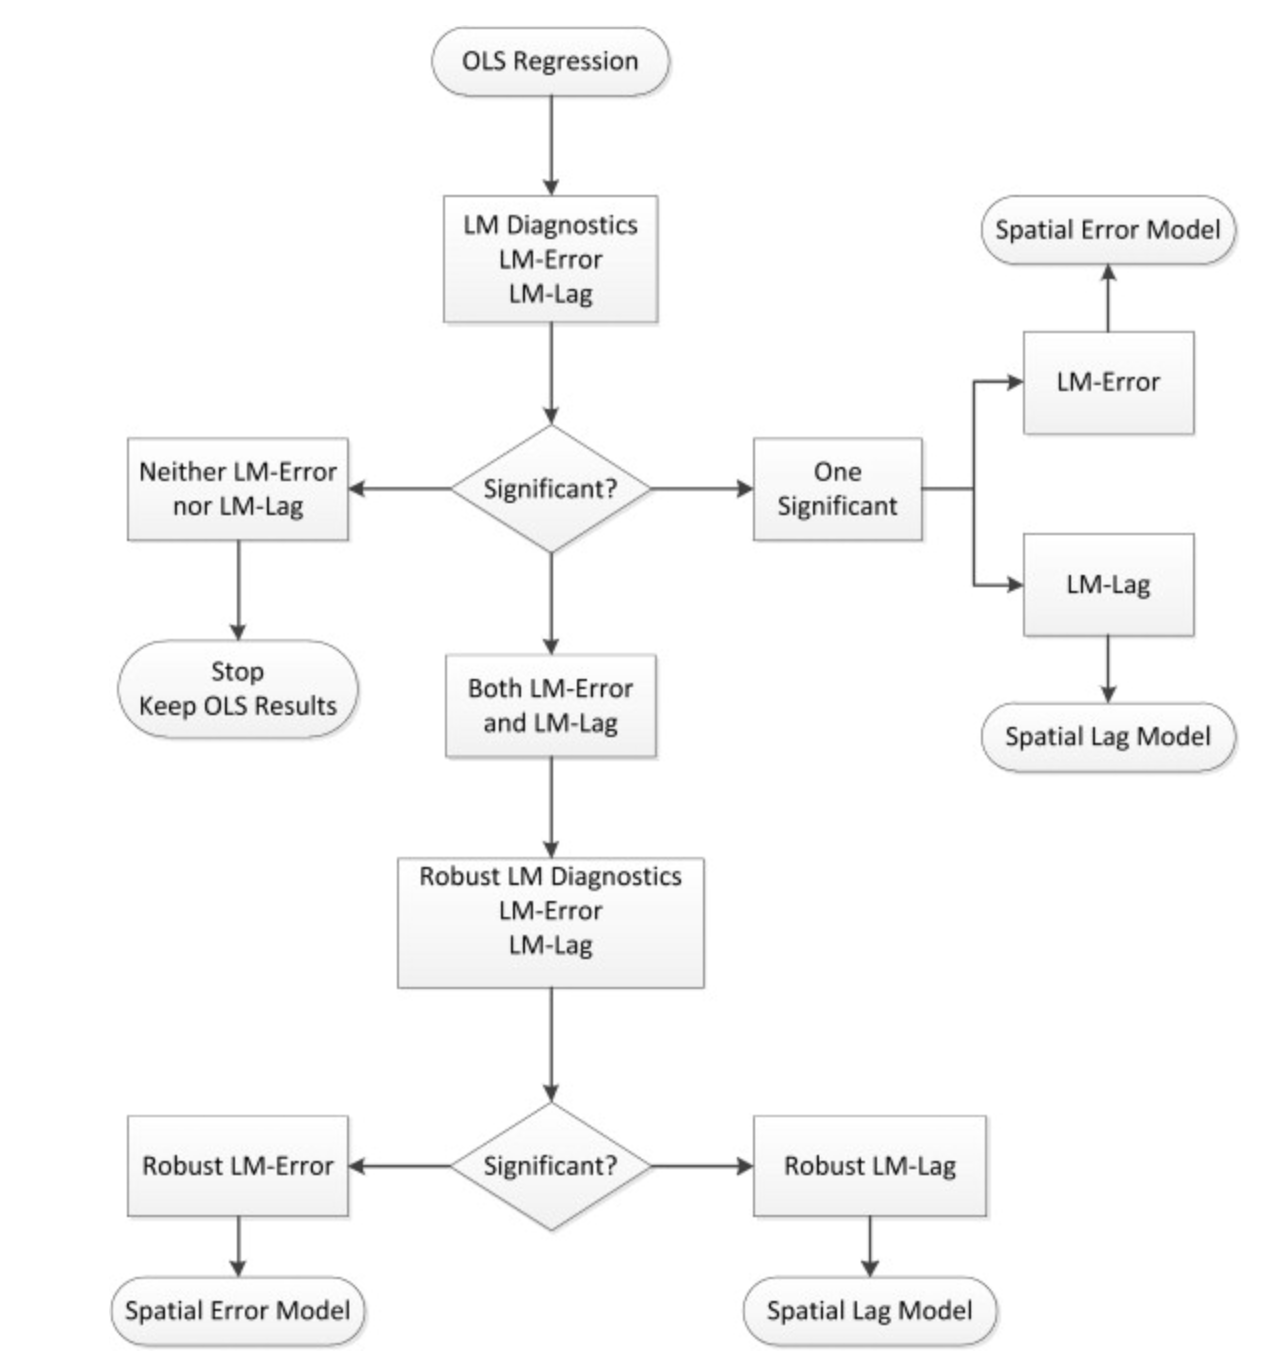 OLS Regression
LM Diagnostics
LM-Error
LM-Lag
Spatial Error Model
LM-Error
Neither LM-Error
nor LM-Lag
Significant?
One
Significant
LM-Lag
Stop
Keep OLS Results
Both LM-Error
and LM-Lag
Spatial Lag Model
Robust LM Diagnostics
LM-Error
LM-Lag
Robust LM-Error
Significant?
Robust LM-Lag
Spatial Error Model
Spatial Lag Model